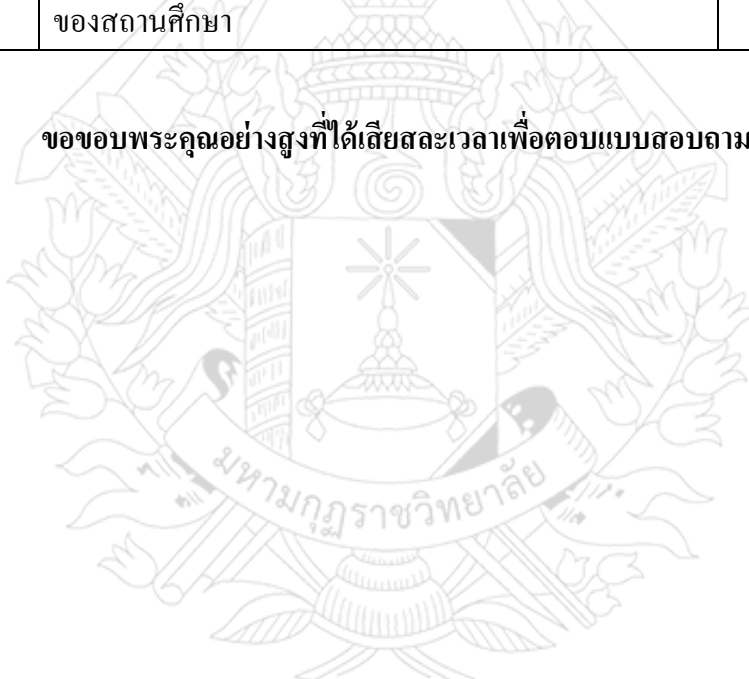 ของสถานศึกษา
ขอขอบพระคุณอย่างสูงที่ได้เสียสละเวลาเพื่อตอบแบบสอบถาม
มหามกุฏราชวิทยาลัย